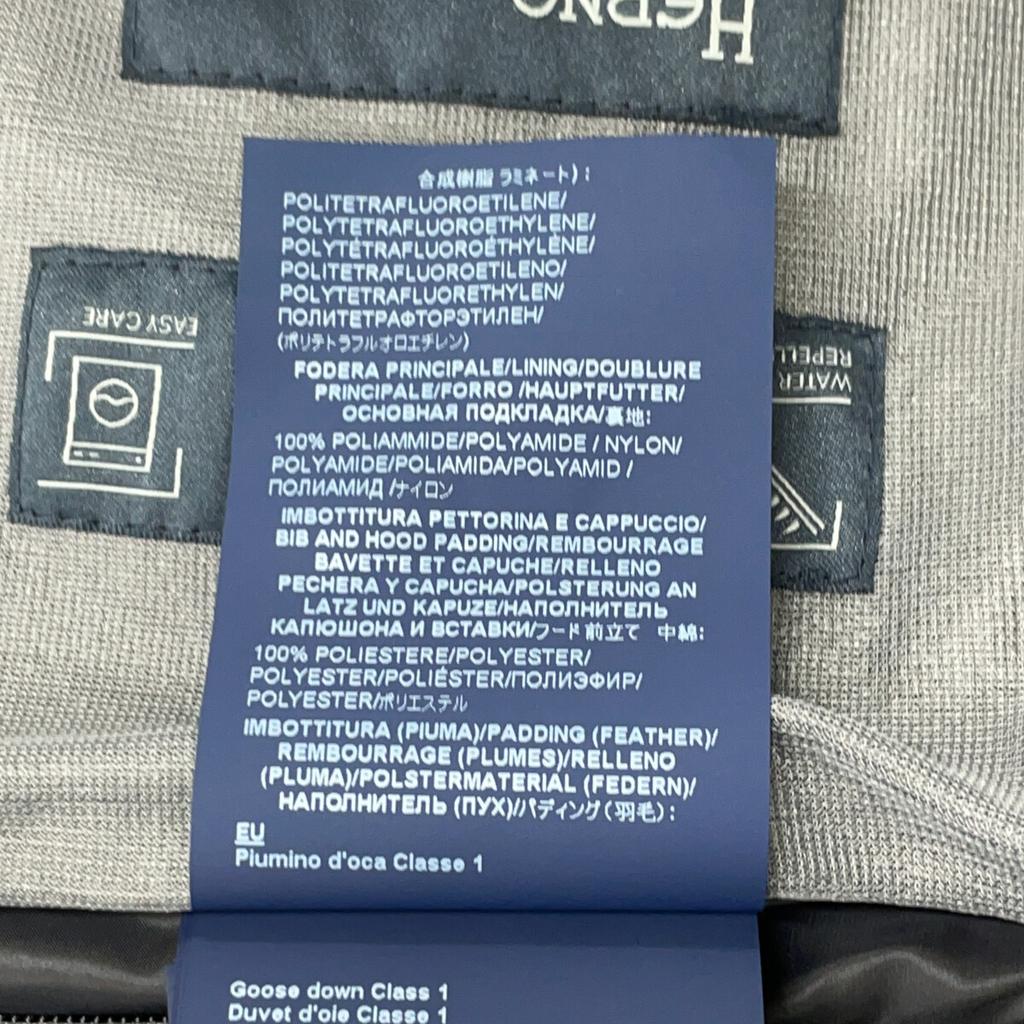 HERNO
EASY CARE
WATER
REPELL
合成樹脂 ラミネート):
POLITETRAFLUOROETILENE/
POLYTETRAFLUOROETHYLENE/
POLYTÉTRAFLUOROÉTHYLÈNE/
POLITETRAFLUOROETILENO/
POLYTETRAFLUORETHYLEN/
ПОЛИТЕТРАФТОРЭТИЛЕН/
(ポリテトラフルオロエチレン)
FODERA PRINCIPALE/LINING/DOUBLURE
PRINCIPALE/FORRO /HAUPTFUTTER/
ОСНОВНАЯ ПОДКЛАДКА/裏地:
100% POLIAMMIDE/POLYAMIDE / NYLON/
POLYAMIDE/POLIAMIDA/POLYAMID /
ПОЛИАМИД /ナイロン
IMBOTTITURA PETTORINA E CAPPUCCIO/
BIB AND HOOD PADDING/REMBOURRAGE
BAVETTE ET CAPUCHE/RELLENO
PECHERA Y CAPUCHA/POLSTERUNG AN
LATZ UND KAPUZE/НАПОЛНИТЕЛЬ
КАПЮШОНА И ВСТАВКИ/フード前立て 中綿:
100% POLIESTERE/POLYESTER/
POLYESTER/POLIÉSTER/ПОЛИЭФИР/
POLYESTER/ポリエステル
IMBOTTITURA (PIUMA)/PADDING (FEATHER)/
REMBOURRAGE (PLUMES)/RELLENO
(PLUMA)/POLSTERMATERIAL (FEDERN)/
НАПОЛНИТЕЛЬ (ПУХ)/パディング(羽毛):
EU
Piumino d'oca Classe 1
Goose down Class 1
Duvet d'oie Classe 1